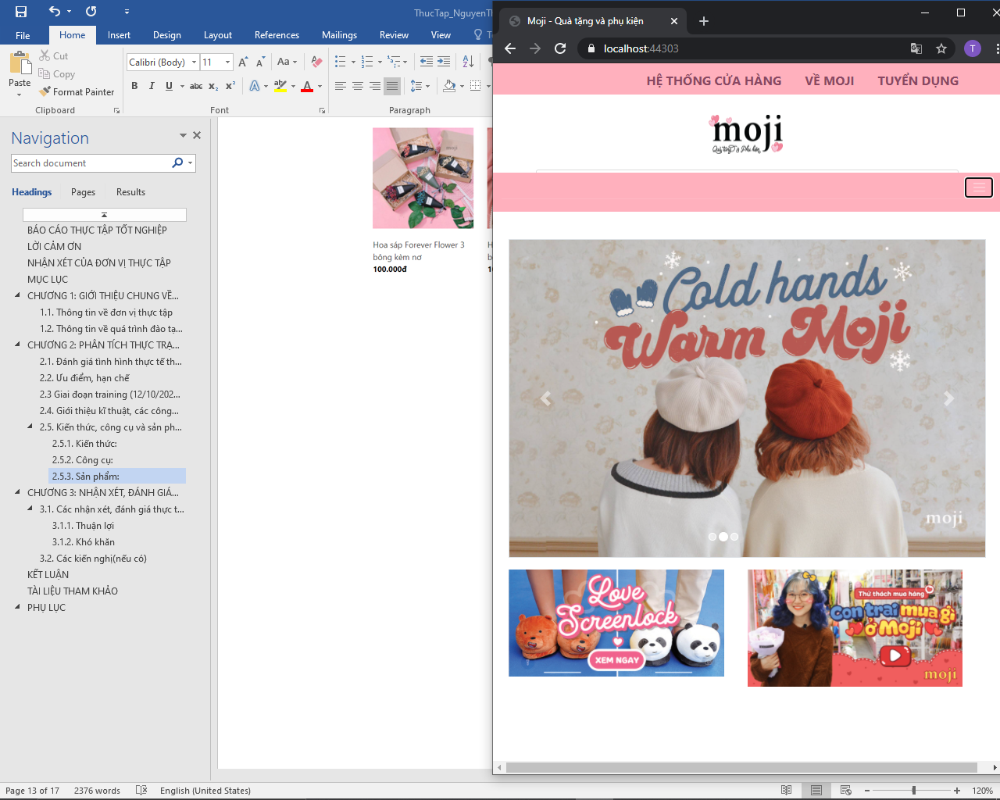 ThucTap_NguyenTh
File
Home
Insert
Design
Layout
References
Mailings
Review
View
Paste
Cut
Copy
Format Painter
Clipboard
Calibri (Body)
11
Aa
B I U abc x₂ x²
A
Font
Paragraph
Navigation
Search document
Headings
Pages
Results
BÁO CÁO THỰC TẬP TỐT NGHIỆP
LỜI CẢM ƠN
NHẬN XÉT CỦA ĐƠN VỊ THỰC TẬP
MỤC LỤC
CHƯƠNG 1: GIỚI THIỆU CHUNG VỀ...
1.1. Thông tin về đơn vị thực tập
1.2. Thông tin về quá trình đào tạ...
CHƯƠNG 2: PHÂN TÍCH THỰC TRẠ...
2.1. Đánh giá tình hình thực tế th...
2.2. Ưu điểm, hạn chế
2.3 Giai đoạn training (12/10/202...
2.4. Giới thiệu kĩ thuật, các công...
2.5. Kiến thức, công cụ và sản ph...
2.5.1. Kiến thức:
2.5.2. Công cụ:
2.5.3. Sản phẩm:
CHƯƠNG 3: NHẬN XÉT, ĐÁNH GIÁ...
3.1. Các nhận xét, đánh giá thực t...
3.1.1. Thuận lợi
3.1.2. Khó khăn
3.2. Các kiến nghị(nếu có)
KẾT LUẬN
TÀI LIỆU THAM KHẢO
PHỤ LỤC
moji
Hoa sáp Forever Flower 3
bông kèm nơ
100.000đ
Page 13 of 17
2376 words
English (United States)
120%
Moji - Quà tặng và phụ kiện
localhost:44303
T
HỆ THỐNG CỬA HÀNG
VỀ MOJI
TUYỂN DỤNG
moji
Quà tặng & Phụ kiện
Cold hands
Warm Moji
moji
Love
Screenlock
XEM NGAY
Thử thách mua hàng
Con trai mua gì
ở Moji
moji